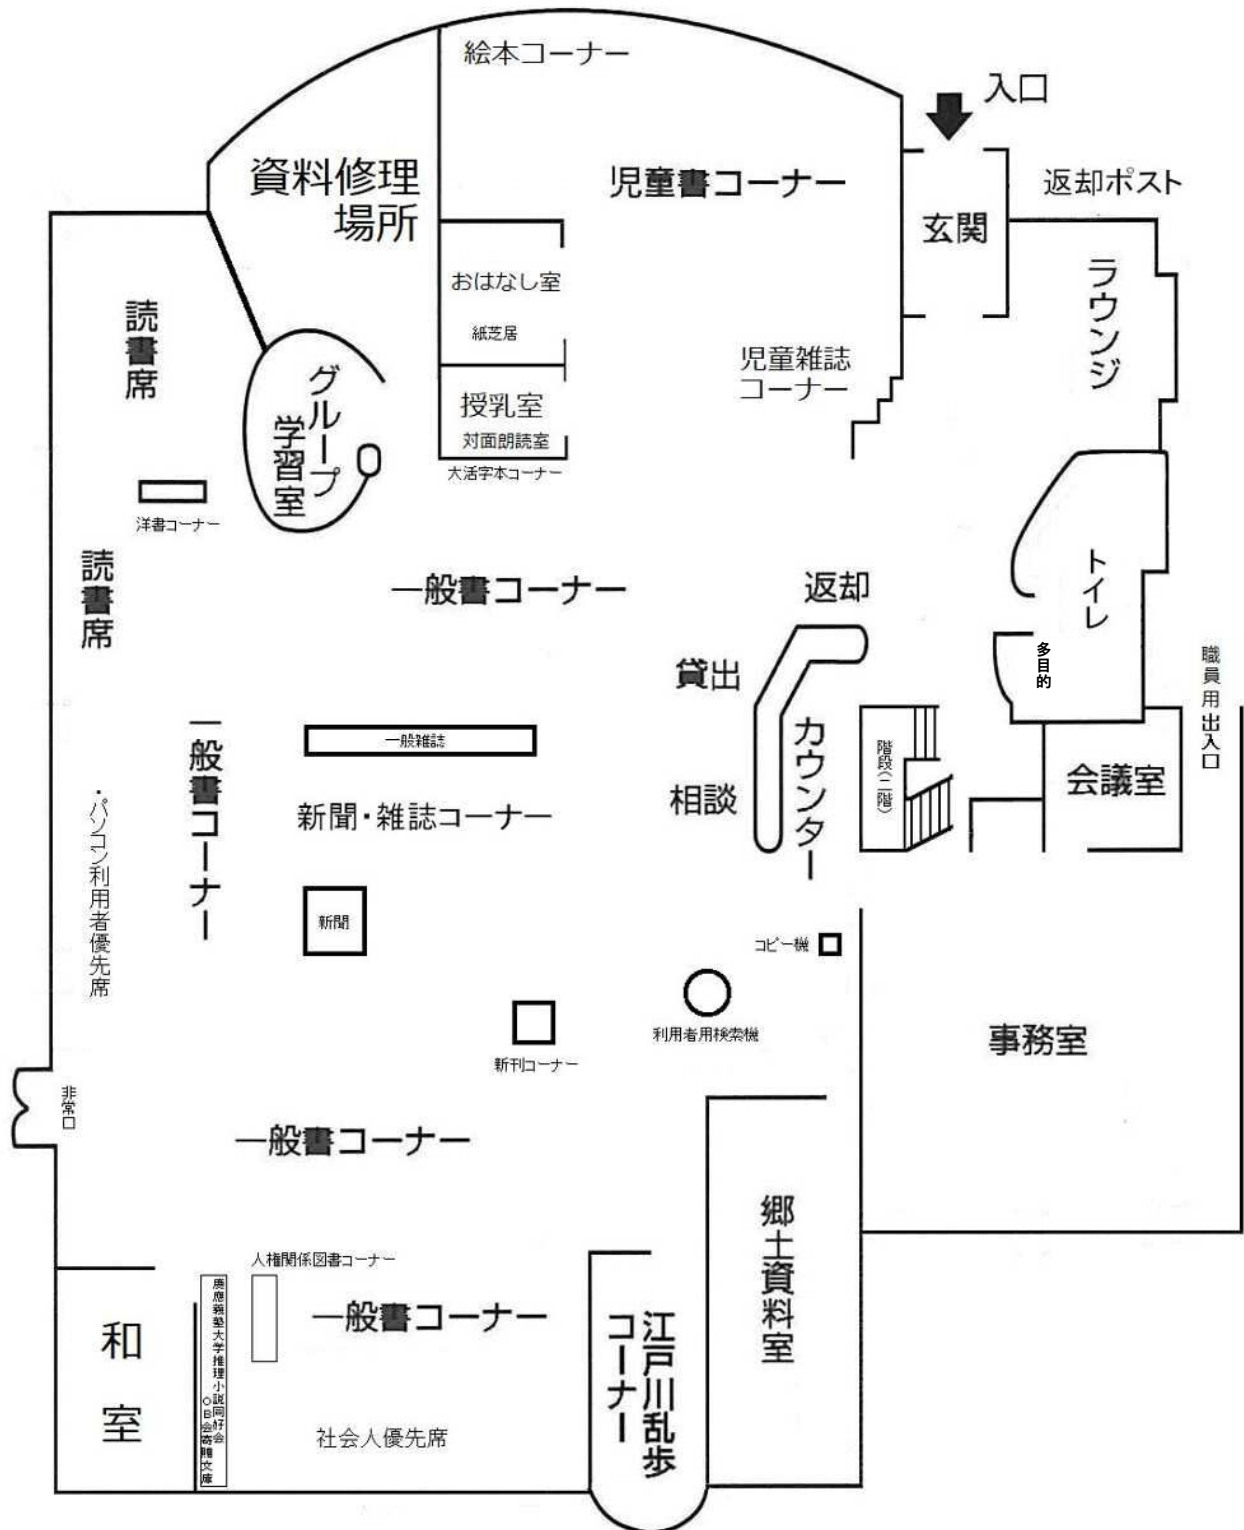 絵本コーナー
入口
資料修理
場所
児童書コーナー
返却ポスト
玄関
おはなし室
紙芝居
ラウンジ
読書席
児童雑誌
コーナー
グループ
学習室
授乳室
対面朗読室
大活字本コーナー
洋書コーナー
読書席
一般書コーナー
返却
トイレ
多目的
職員用出入口
貸出
一般書コーナー
一般雑誌
カウンター
階段(二階)
会議室
相談
新聞・雑誌コーナー
・パソコン利用者優先席
新聞
コピー機
利用者用検索機
新刊コーナー
事務室
非常口
一般書コーナー
郷土資料室
人権関係図書コーナー
慶應義塾大学推理小説同好会
OB会寄贈文庫
一般書コーナー
和室
江戸川乱歩
コーナー
社会人優先席